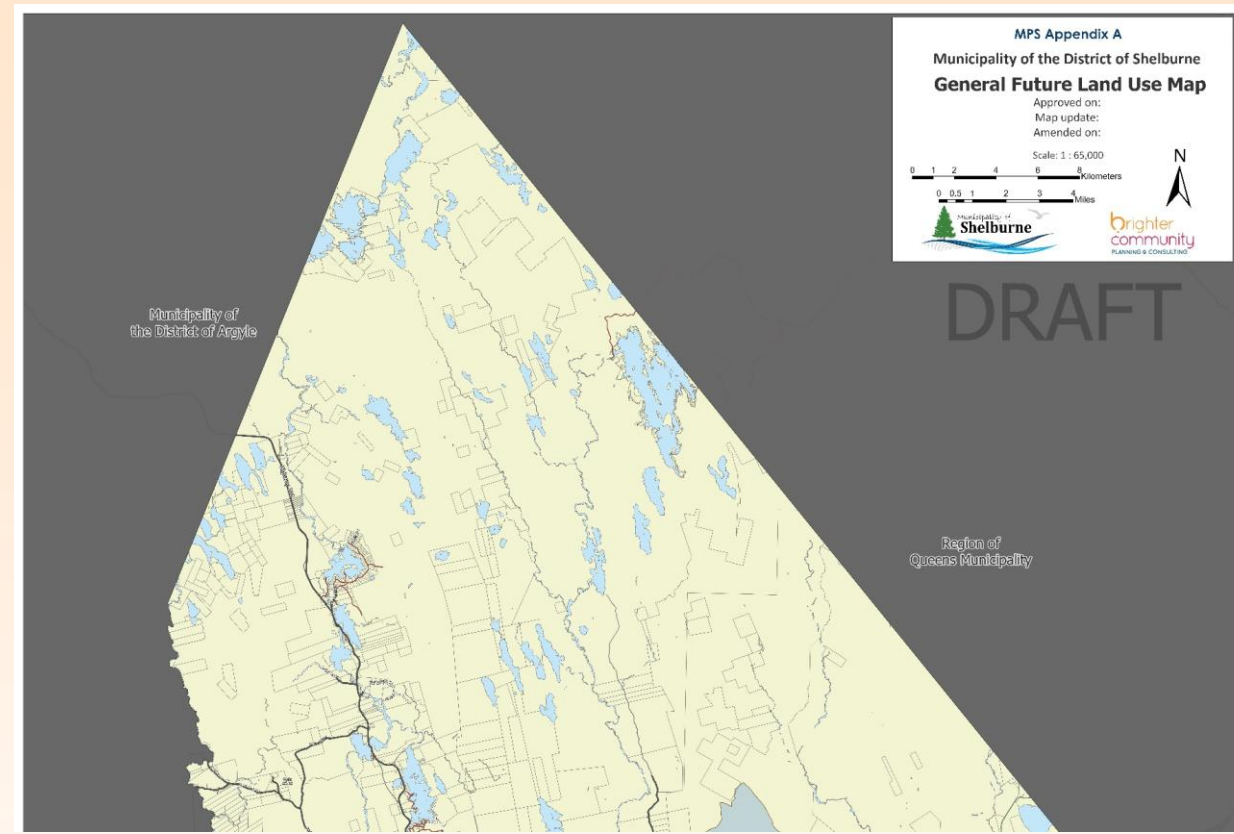 MPS Appendix A
Municipality of the District of Shelburne
General Future Land Use Map
Approved on:
Map update:
Amended on:
Scale: 1 : 65,000
N
0 1 2 4 6 8 Kilometers
0 0.5 1 2 3 4 Miles
Municipality of
Shelburne
brighter
community
PLANNING & CONSULTING
DRAFT
Municipality of
the District of Argyle
Region of
Queens Municipality